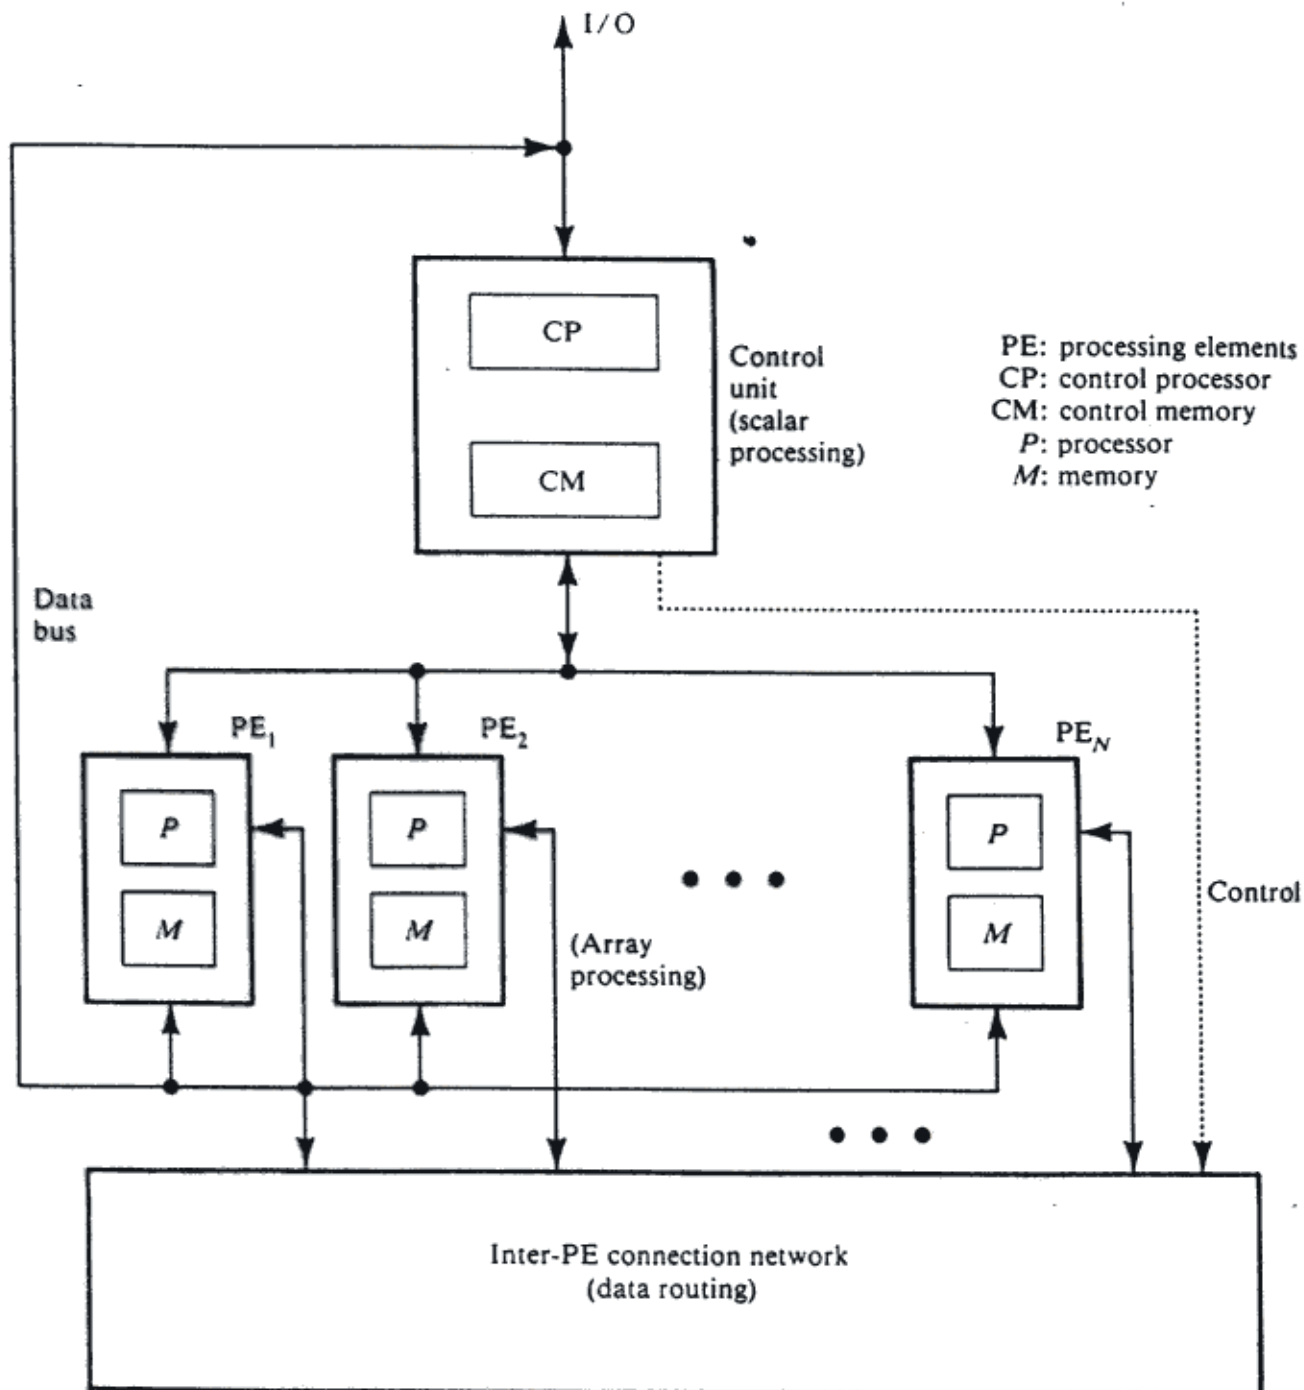 I/O
CP
CM
Control
unit
(scalar
processing)
PE: processing elements
CP: control processor
CM: control memory
P: processor
M: memory
Data
bus
PE₁
PE₂
PE_N
P
P
P
M
M
M
(Array
processing)
Control
Inter-PE connection network
(data routing)